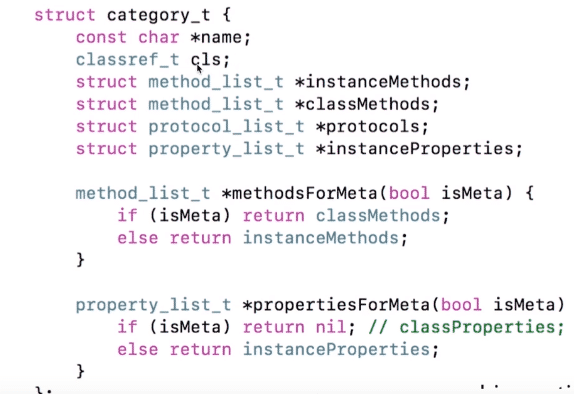 struct category_t {
    const char *name;
    classref_t cls;
    struct method_list_t *instanceMethods;
    struct method_list_t *classMethods;
    struct protocol_list_t *protocols;
    struct property_list_t *instanceProperties;

    method_list_t *methodsForMeta(bool isMeta) {
        if (isMeta) return classMethods;
        else return instanceMethods;
    }

    property_list_t *propertiesForMeta(bool isMeta)
        if (isMeta) return nil; // classProperties;
        else return instanceProperties;
    }
};